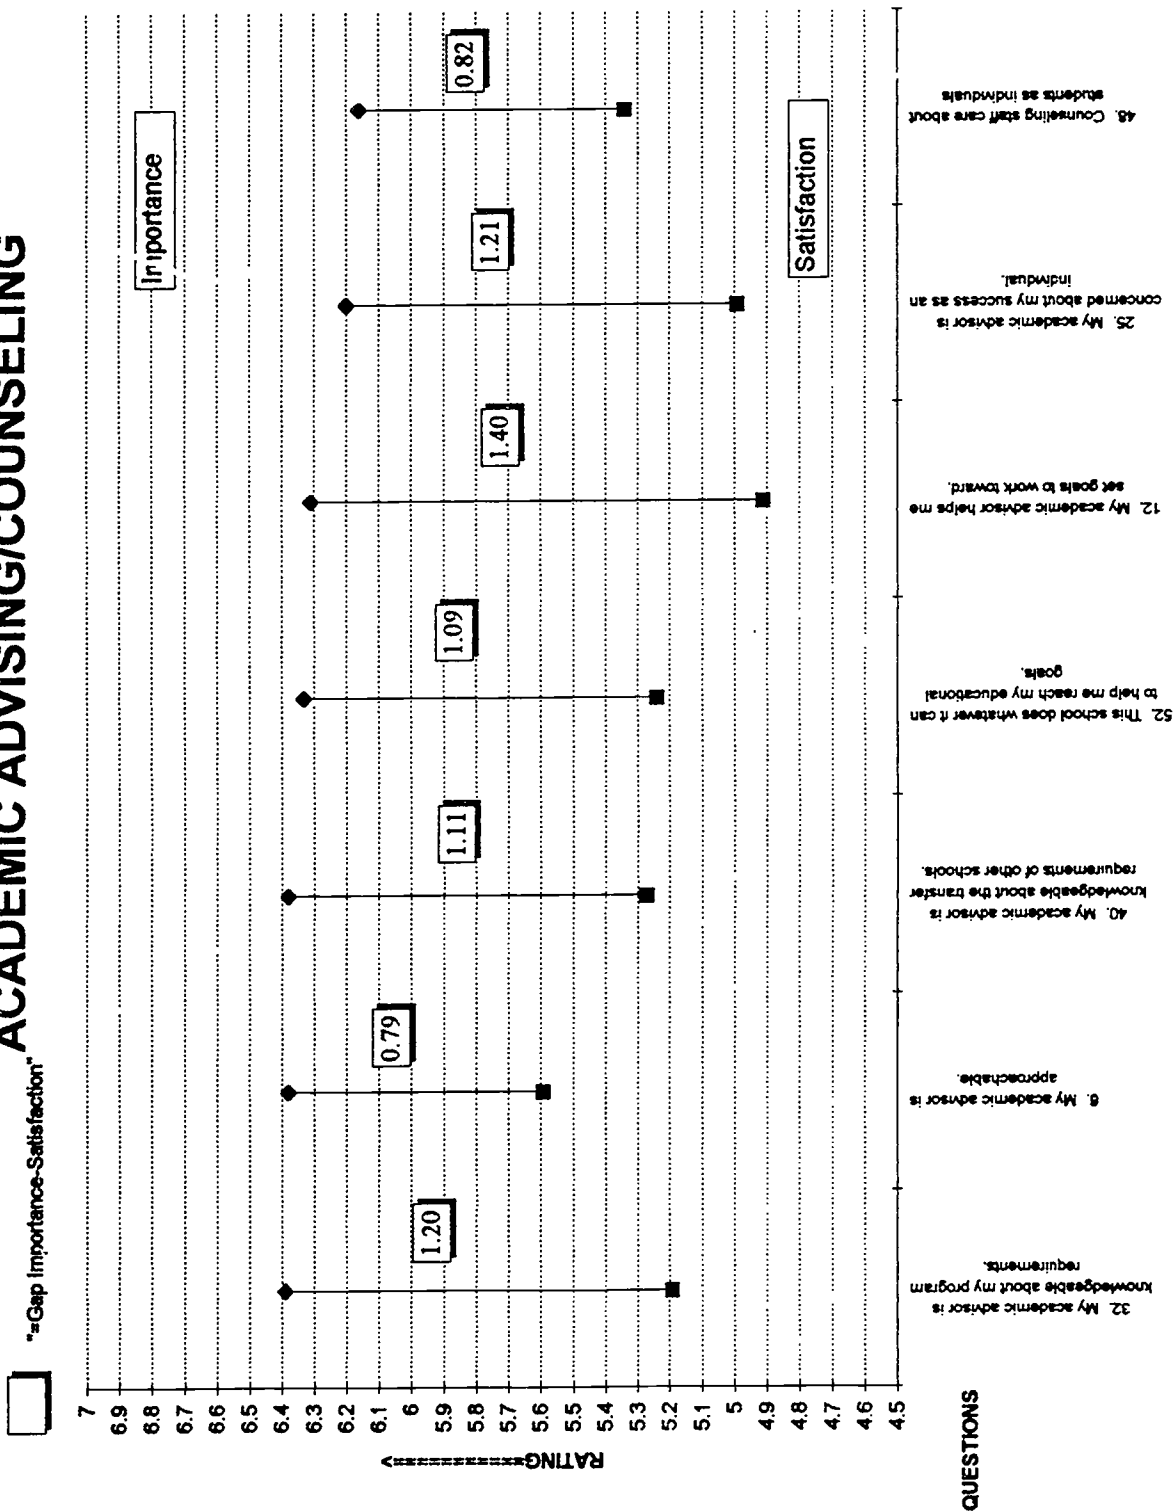 ACADEMIC ADVISING/COUNSELING
"=Gap Importance-Satisfaction"
7
6.9
6.8
6.7
6.6
6.5
6.4
6.3
6.2
6.1
6
5.9
5.8
5.7
5.6
5.5
5.4
5.3
5.2
5.1
5
4.9
4.8
4.7
4.6
4.5
RATING============>
Importance
Satisfaction
1.20
0.79
1.11
1.09
1.40
1.21
0.82
QUESTIONS
32. My academic advisor is
knowledgeable about my program
requirements.
6. My academic advisor is
approachable.
40. My academic advisor is
knowledgeable about the transfer
requirements of other schools.
52. This school does whatever it can
to help me reach my educational
goals.
12. My academic advisor helps me
set goals to work toward.
25. My academic advisor is
concerned about my success as an
individual.
48. Counseling staff care about
students as individuals